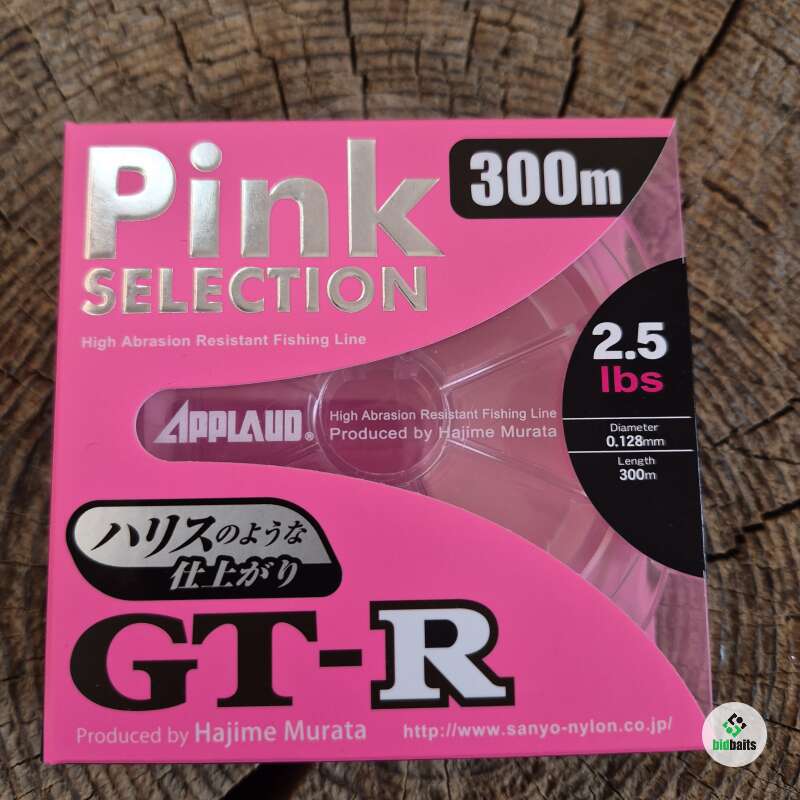 Pink
SELECTION
300m
High Abrasion Resistant Fishing Line
2.5
lbs
Diameter
0.128mm
Length
300m
APPLAUD®
High Abrasion Resistant Fishing Line
Produced by Hajime Murata
ハリスのような
仕上がり
GT-R
Produced by Hajime Murata
http://www.sanyo-nylon.co.jp/
bidbaits